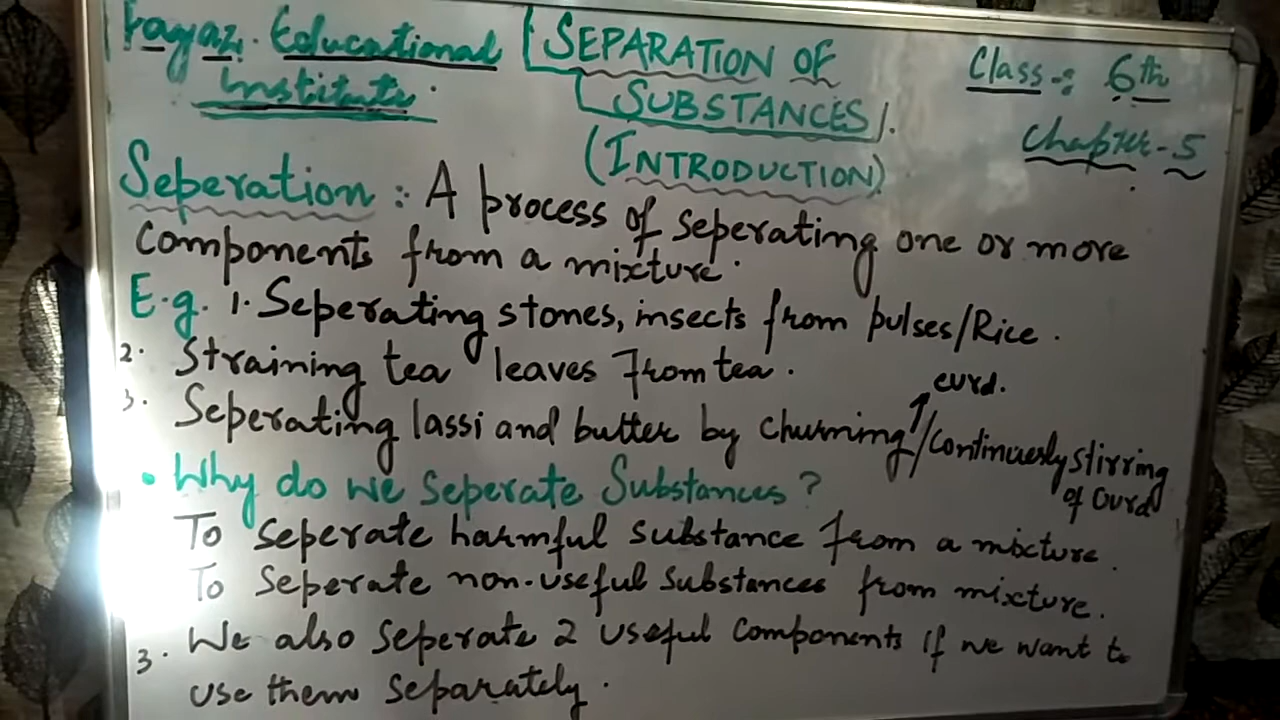 Fayaz. Educational
Institute.
SEPARATION OF
SUBSTANCES.
(INTRODUCTION)
Class -: 6th
Chapter - 5
Seperation : A process of seperating one or more
components from a mixture.
E.g. 1. Seperating stones, insects from pulses/Rice.
2. Straining tea leaves from tea.
3. Seperating lassi and butter by churning curd. / continuously stirring
of curd
• Why do we seperate Substances?
To seperate harmful substance from a mixture.
To seperate non-useful substances from mixture.
3. We also seperate 2 useful components if we want to
use them separately.